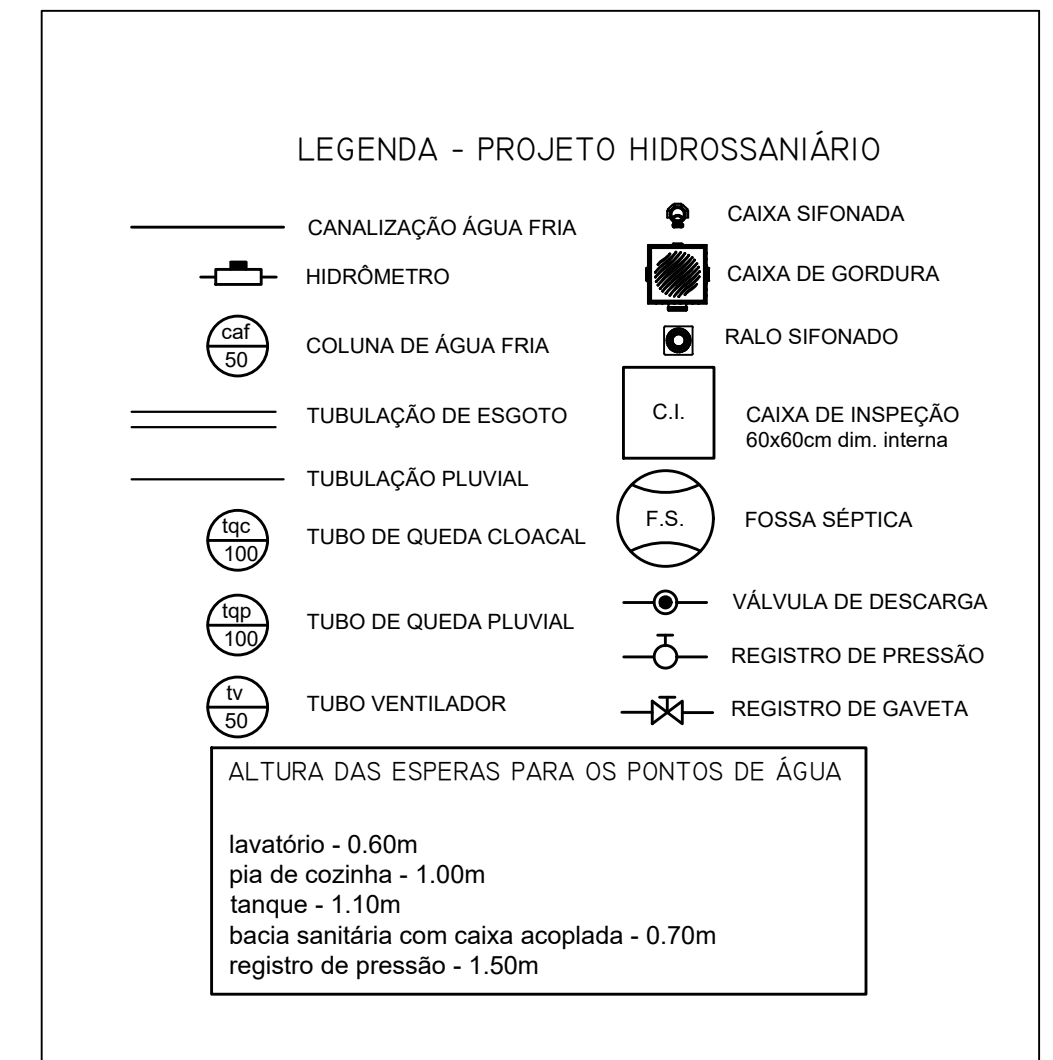 LEGENDA - PROJETO HIDROSSANIÁRIO
CANALIZAÇÃO ÁGUA FRIA
HIDRÔMETRO
caf
50
COLUNA DE ÁGUA FRIA
TUBULAÇÃO DE ESGOTO
TUBULAÇÃO PLUVIAL
tqc
100
TUBO DE QUEDA CLOACAL
tqp
100
TUBO DE QUEDA PLUVIAL
tv
50
TUBO VENTILADOR
CAIXA SIFONADA
CAIXA DE GORDURA
RALO SIFONADO
C.I.
CAIXA DE INSPEÇÃO
60x60cm dim. interna
F.S.
FOSSA SÉPTICA
VÁLVULA DE DESCARGA
REGISTRO DE PRESSÃO
REGISTRO DE GAVETA
ALTURA DAS ESPERAS PARA OS PONTOS DE ÁGUA
lavatório - 0.60m
pia de cozinha - 1.00m
tanque - 1.10m
bacia sanitária com caixa acoplada - 0.70m
registro de pressão - 1.50m